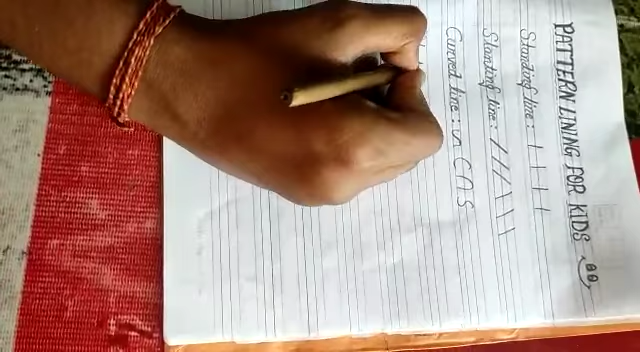 PATTERN LINING FOR KIDS
Standing line : | | | |
Slanting line : / / / \ \ \
Curved line : ∽ C ∩ S